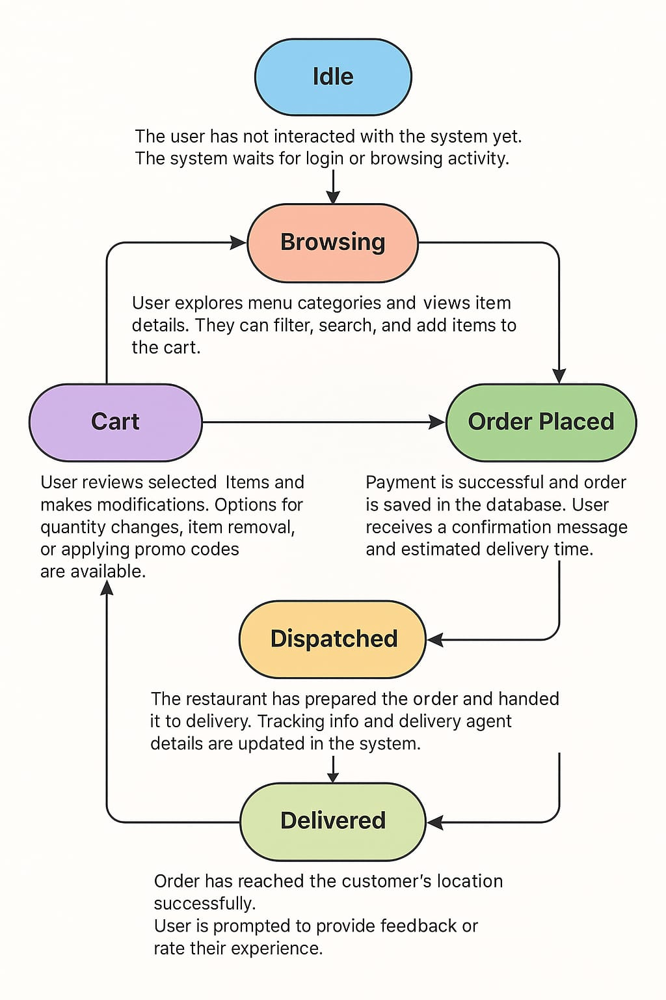 Idle
The user has not interacted with the system yet.
The system waits for login or browsing activity.
Browsing
User explores menu categories and views item
details. They can filter, search, and add items to
the cart.
Cart
User reviews selected Items and
makes modifications. Options for
quantity changes, item removal,
or applying promo codes
are available.
Order Placed
Payment is successful and order
is saved in the database. User
receives a confirmation message
and estimated delivery time.
Dispatched
The restaurant has prepared the order and handed
it to delivery. Tracking info and delivery agent
details are updated in the system.
Delivered
Order has reached the customer’s location
successfully.
User is prompted to provide feedback or
rate their experience.